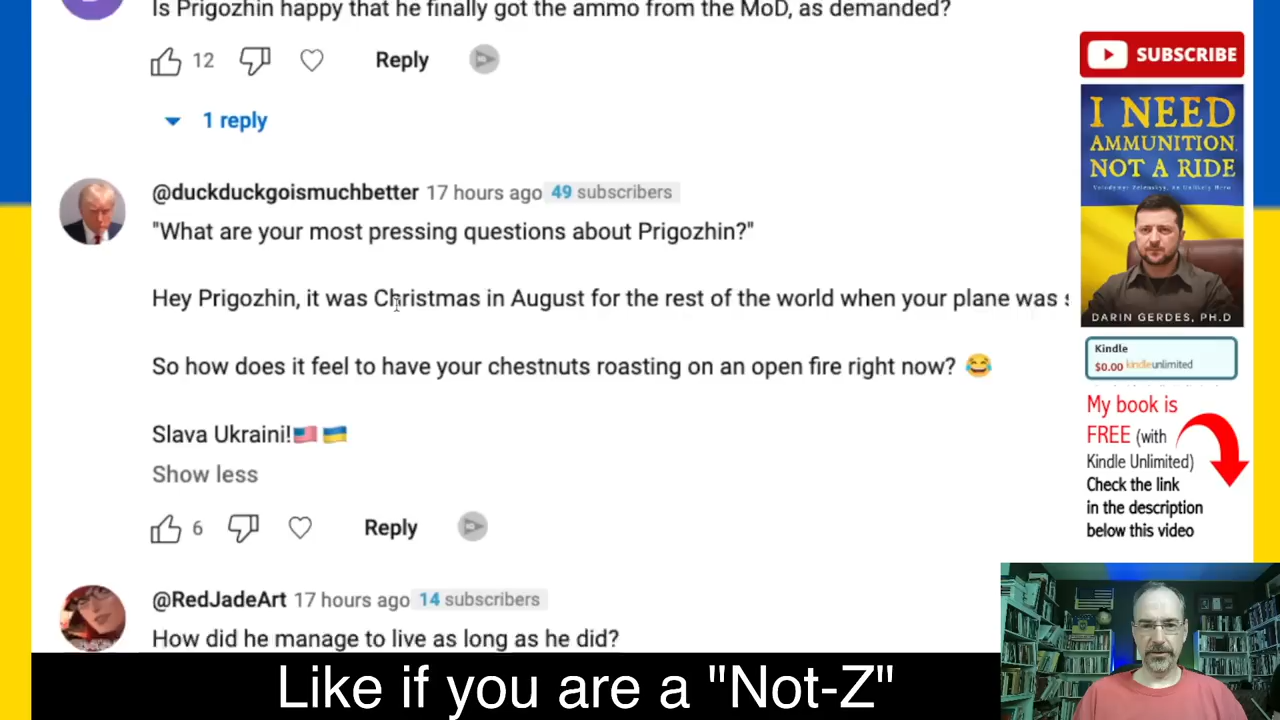 Is Prigozhin happy that he finally got the ammo from the MoD, as demanded?
12
Reply
1 reply
@duckduckgoismuchbetter 17 hours ago 49 subscribers
"What are your most pressing questions about Prigozhin?"
Hey Prigozhin, it was Christmas in August for the rest of the world when your plane was s
So how does it feel to have your chestnuts roasting on an open fire right now? 😂
Slava Ukraini!🇺🇸 🇺🇦
Show less
6
Reply
@RedJadeArt 17 hours ago 14 subscribers
How did he manage to live as long as he did?
SUBSCRIBE
I NEED
AMMUNITION,
NOT A RIDE
Volodymyr Zelenskyy, An Unlikely Hero
DARIN GERDES, PH.D
Kindle
$0.00 kindleunlimited
My book is
FREE (with
Kindle Unlimited)
Check the link
in the description
below this video
Like if you are a "Not-Z"